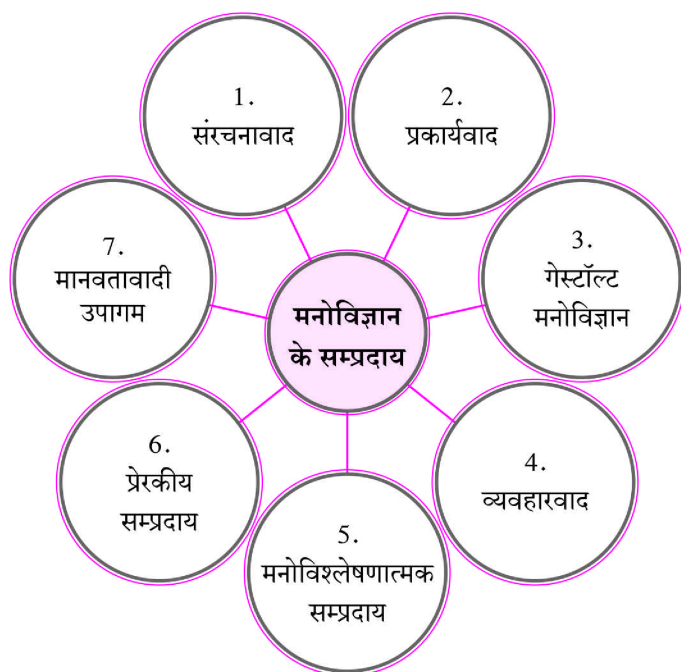 मनोविज्ञान
के सम्प्रदाय
1.
संरचनावाद
2.
प्रकार्यवाद
3.
गेस्टॉल्ट
मनोविज्ञान
4.
व्यवहारवाद
5.
मनोविश्लेषणात्मक
सम्प्रदाय
6.
प्रेरकीय
सम्प्रदाय
7.
मानवतावादी
उपागम